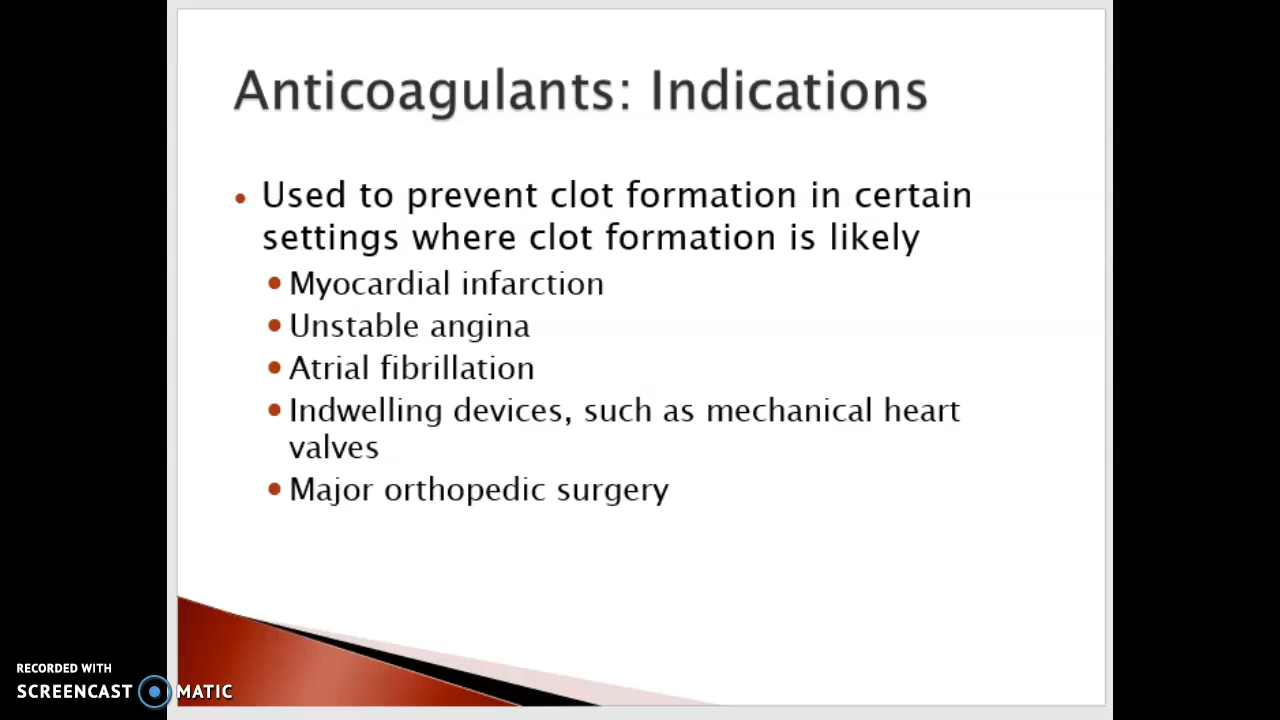 Anticoagulants: Indications
• Used to prevent clot formation in certain
settings where clot formation is likely
• Myocardial infarction
• Unstable angina
• Atrial fibrillation
• Indwelling devices, such as mechanical heart
valves
• Major orthopedic surgery
RECORDED WITH
SCREENCAST MATIC